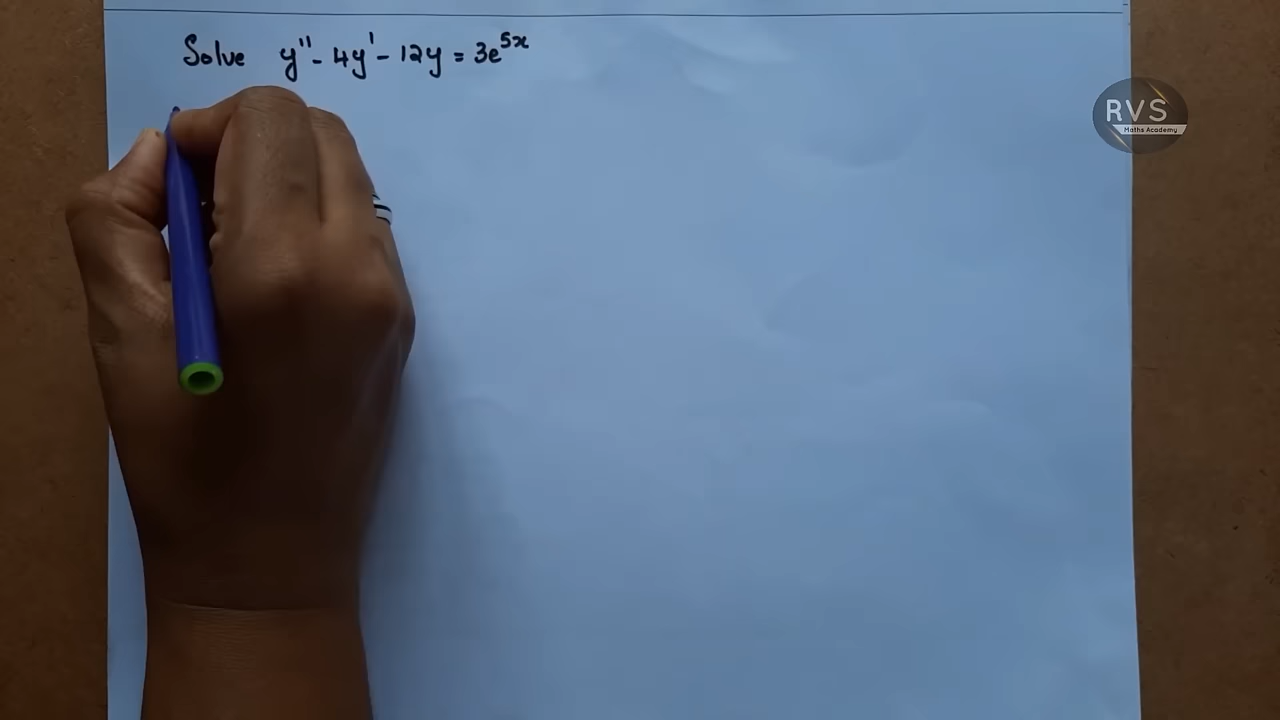 Solve y'' - 4y' - 12y = 3e^{5x}
RVS
Maths Academy